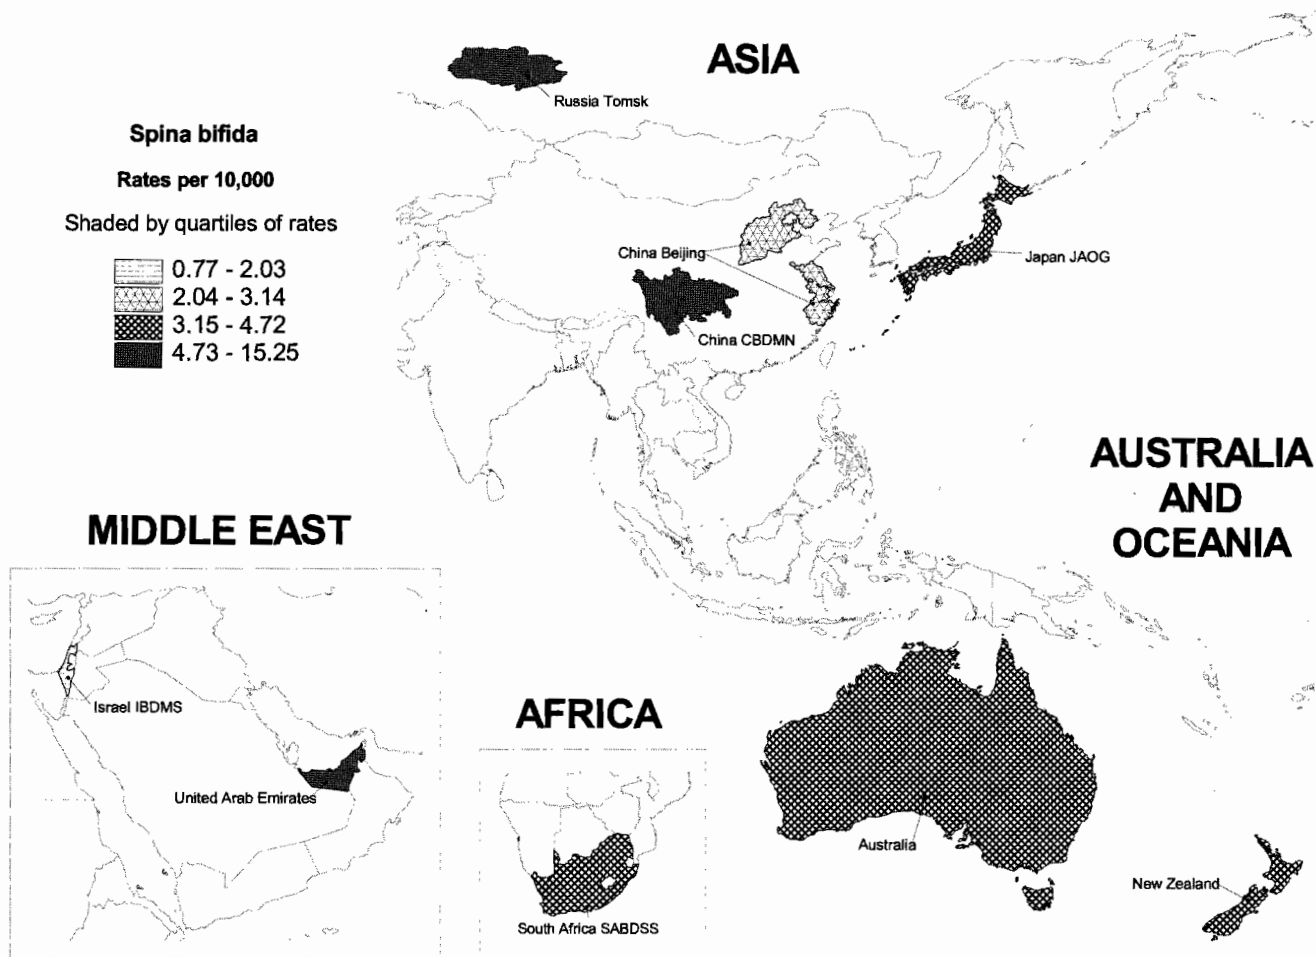 ASIA
Russia Tomsk
Spina bifida
Rates per 10,000
Shaded by quartiles of rates
0.77 - 2.03
2.04 - 3.14
3.15 - 4.72
4.73 - 15.25
China Beijing
Japan JAOG
China CBDMN
AUSTRALIA
AND
OCEANIA
MIDDLE EAST
Israel IBDMS
United Arab Emirates
AFRICA
South Africa SABDSS
Australia
New Zealand